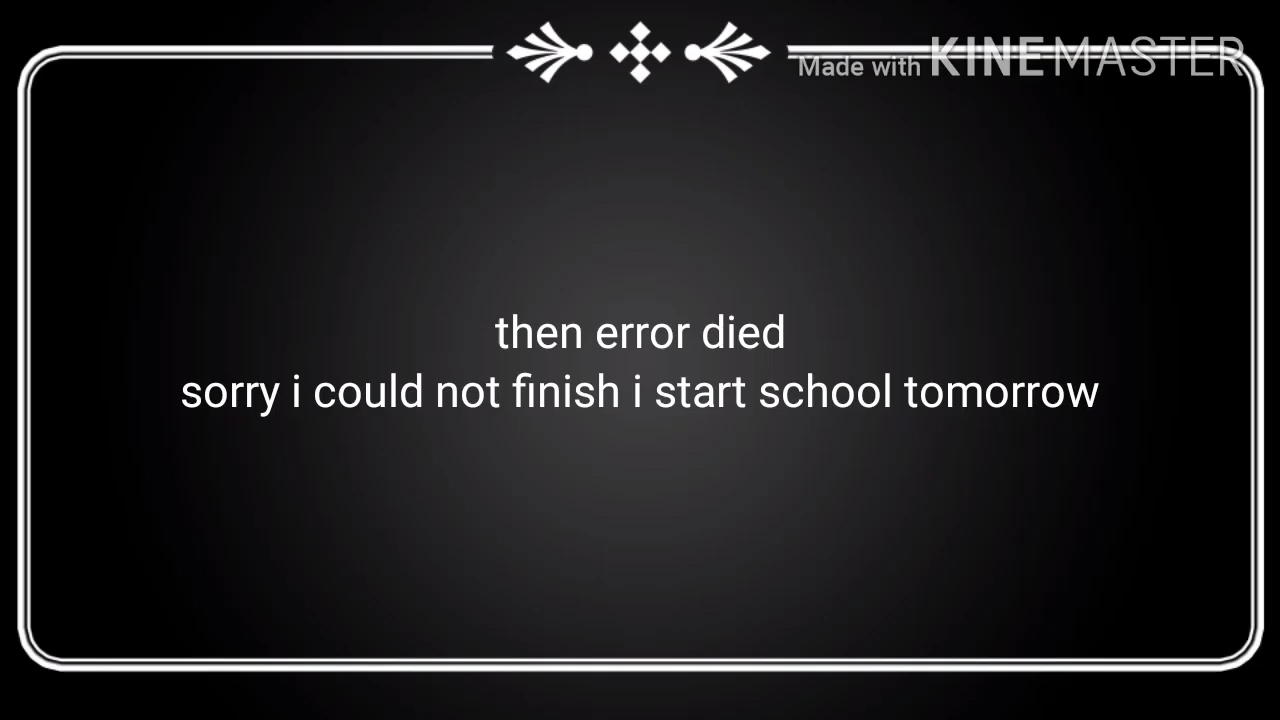 Made with KINEMASTER
then error died
sorry i could not finish i start school tomorrow